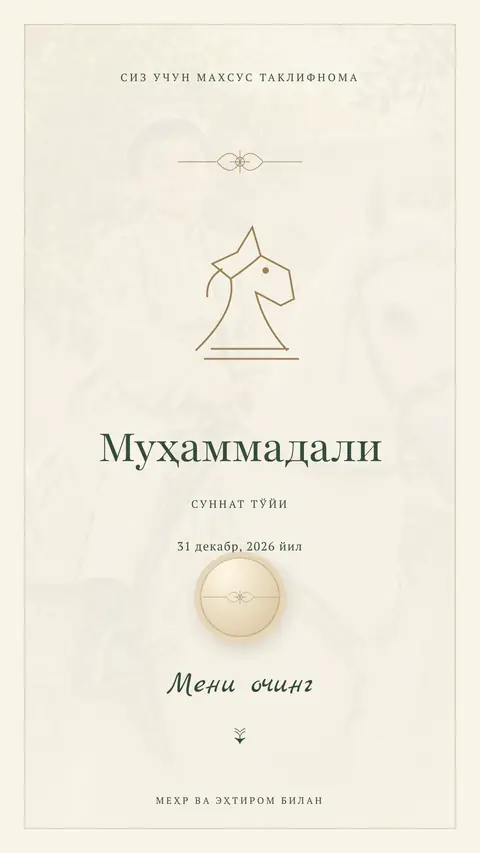 СИЗ УЧУН МАХСУС ТАКЛИФНОМА
Муҳаммадали
СУННАТ ТЎЙИ
31 декабр, 2026 йил
Мени очинг
МЕҲР ВА ЭҲТИРОМ БИЛАН